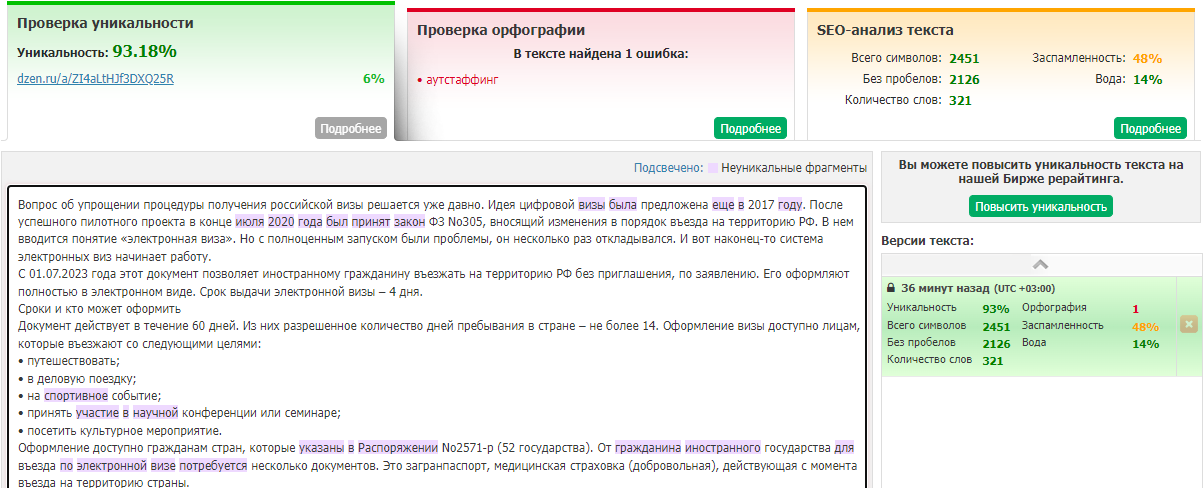 Проверка уникальности
Уникальность: 93.18%
dzen.ru/a/ZI4aLtHJf3DXQ25R 6%
Подробнее
Проверка орфографии
В тексте найдена 1 ошибка:
• аутстаффинг
Подробнее
SEO-анализ текста
Всего символов: 2451 Заспамленность: 48%
Без пробелов: 2126 Вода: 14%
Количество слов: 321
Подробнее
Подсвечено: Неуникальные фрагменты
Вопрос об упрощении процедуры получения российской визы решается уже давно. Идея цифровой визы была предложена еще в 2017 году. После
успешного пилотного проекта в конце июля 2020 года был принят закон ФЗ No305, вносящий изменения в порядок въезда на территорию РФ. В нем
вводится понятие «электронная виза». Но с полноценным запуском были проблемы, он несколько раз откладывался. И вот наконец-то система
электронных виз начинает работу.
С 01.07.2023 года этот документ позволяет иностранному гражданину въезжать на территорию РФ без приглашения, по заявлению. Его оформляют
полностью в электронном виде. Срок выдачи электронной визы – 4 дня.
Сроки и кто может оформить
Документ действует в течение 60 дней. Из них разрешенное количество дней пребывания в стране – не более 14. Оформление визы доступно лицам,
которые въезжают со следующими целями:
• путешествовать;
• в деловую поездку;
• на спортивное событие;
• принять участие в научной конференции или семинаре;
• посетить культурное мероприятие.
Оформление доступно гражданам стран, которые указаны в Распоряжении No2571-р (52 государства). От гражданина иностранного государства для
въезда по электронной визе потребуется несколько документов. Это загранпаспорт, медицинская страховка (добровольная), действующая с момента
въезда на территорию страны.
Вы можете повысить уникальность текста на
нашей Бирже рерайтинга.
Повысить уникальность
Версии текста:
36 минут назад (UTC +03:00)
Уникальность 93% Орфография 1
Всего символов 2451 Заспамленность 48%
Без пробелов 2126 Вода 14%
Количество слов 321